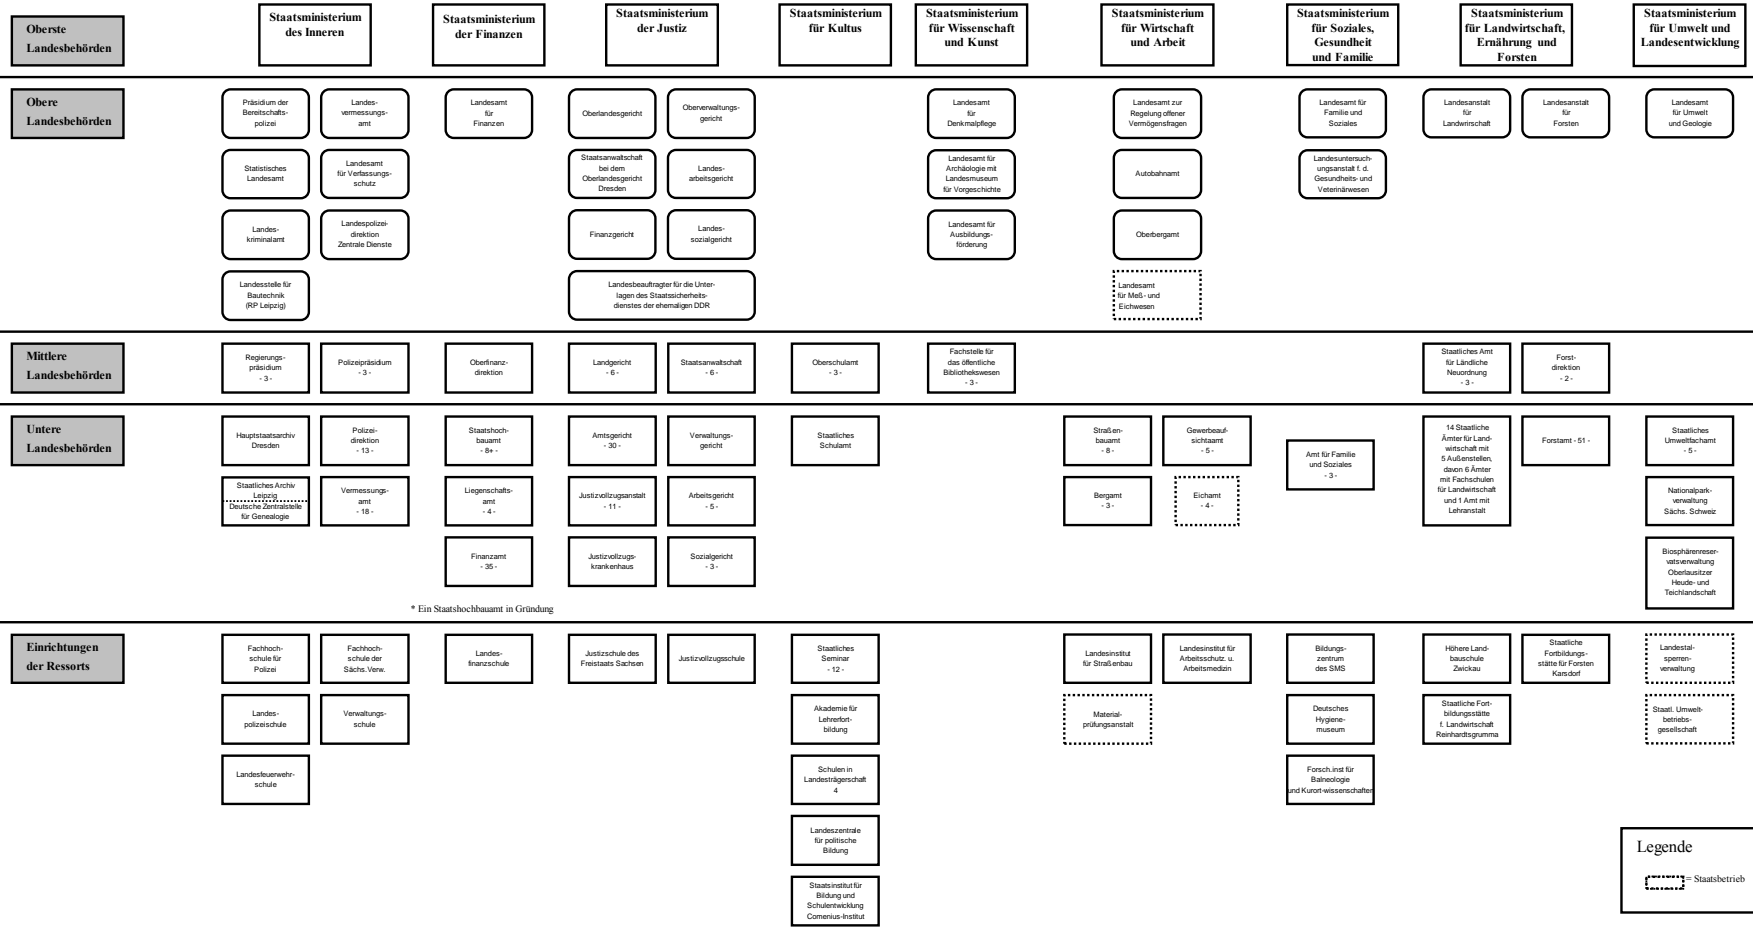 Oberste
Landesbehörden
Staatsministerium
des Inneren
Staatsministerium
der Finanzen
Staatsministerium
der Justiz
Staatsministerium
für Kultus
Staatsministerium
für Wissenschaft
und Kunst
Staatsministerium
für Wirtschaft
und Arbeit
Staatsministerium
für Soziales,
Gesundheit
und Familie
Staatsministerium
für Landwirtschaft,
Ernährung und
Forsten
Staatsministerium
für Umwelt und
Landesentwicklung
Obere
Landesbehörden
Präsidium der
Bereitschafts-
polizei
Landes-
vermessungs-
amt
Landesamt
für
Finanzen
Oberlandesgericht
Oberverwaltungs-
gericht
Landesamt
für
Denkmalpflege
Landesamt zur
Regelung offener
Vermögensfragen
Landesamt für
Familie und
Soziales
Landesanstalt
für
Landwirschaft
Landesanstalt
für
Forsten
Landesamt
für Umwelt
und Geologie
Statistisches
Landesamt
Landesamt
für Verfassungs-
schutz
Staatsanwaltschaft
bei dem
Oberlandesgericht
Dresden
Landes-
arbeitsgericht
Landesamt für
Archäologie mit
Landesmuseum
für Vorgeschichte
Autobahnamt
Landesuntersuch-
ungsanstalt f. d.
Gesundheits- und
Veterinärwesen
Landes-
kriminalamt
Landespolizei-
direktion
Zentrale Dienste
Finanzgericht
Landes-
sozialgericht
Landesamt für
Ausbildungs-
förderung
Oberbergamt
Landesstelle für
Bautechnik
(RP Leipzig)
Landesbeauftragter für die Unter-
lagen des Staatssicherheits-
dienstes der ehemaligen DDR
Landesamt
für Meß- und
Eichwesen
Mittlere
Landesbehörden
Regierungs-
präsidium
- 3 -
Polizeipräsidium
- 3 -
Oberfinanz-
direktion
Landgericht
- 6 -
Staatsanwaltschaft
- 6 -
Oberschulamt
- 3 -
Fachstelle für
das öffentliche
Bibliothekswesen
- 3 -
Staatliches Amt
für Ländliche
Neuordnung
- 3 -
Forst-
direktion
- 2 -
Untere
Landesbehörden
Hauptstaatsarchiv
Dresden
Polizei-
direktion
- 13 -
Staatshoch-
bauamt
- 8+ -
Amtsgericht
- 30 -
Verwaltungs-
gericht
Staatliches
Schulamt
Straßen-
bauamt
- 8 -
Gewerbeauf-
sichtaamt
- 5 -
Amt für Familie
und Soziales
- 3 -
14 Staatliche
Ämter für Land-
wirtschaft mit
5 Außenstellen,
davon 6 Ämter
mit Fachschulen
für Landwirtschaft
und 1 Amt mit
Lehranstalt
Forstamt - 51 -
Staatliches
Umweltfachamt
- 5 -
Staatliches Archiv
Leipzig
Deutsche Zentralstelle
für Genealogie
Vermessungs-
amt
- 18 -
Liegenschafts-
amt
- 4 -
Justizvollzugsanstalt
- 11 -
Arbeitsgericht
- 5 -
Bergamt
- 3 -
Eichamt
- 4 -
Nationalpark-
verwaltung
Sächs. Schweiz
Finanzamt
- 35 -
Justizvollzugs-
krankenhaus
Sozialgericht
- 3 -
Biosphärenreser-
vatsverwaltung
Oberlausitzer
Heude- und
Teichlandschaft
* Ein Staatshochbauamt in Gründung
Einrichtungen
der Ressorts
Fachhoch-
schule für
Polizei
Fachhoch-
schule der
Sächs.Verw.
Landes-
finanzschule
Justizschule des
Freistaats Sachsen
Justizvollzugsschule
Staatliches
Seminar
- 12 -
Landesinstitut
für Straßenbau
Landesinstitut für
Arbeitsschutz. u.
Arbeitsmedizin
Bildungs-
zentrum
des SMS
Höhere Land-
bauschule
Zwickau
Staatliche
Fortbildungs-
stätte für Forsten
Karsdorf
Landestal-
sperren-
verwaltung
Landes-
polizeischule
Verwaltungs-
schule
Akademie für
Lehrerfort-
bildung
Material-
prüfungsanstalt
Deutsches
Hygiene-
museum
Staatliche Fort-
bildungsstätte
f. Landwirtschaft
Reinhardtsgrumma
Staatl. Umwelt-
betriebs-
gesellschaft
Landesfeuerwehr-
schule
Schulen in
Landesträgerschaft
4
Forsch.inst für
Balneologie
und Kurort-wissenschaften
Landeszentrale
für politische
Bildung
Staatsinstitut für
Bildung und
Schulentwicklung
Comenius-Institut
Legende
= Staatsbetrieb